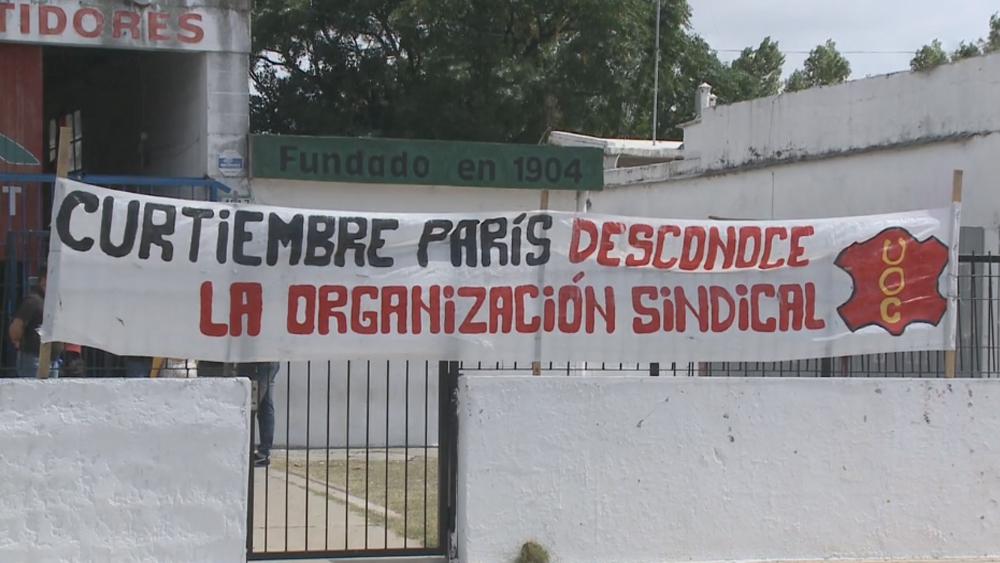 TIDORES
Fundado en 1904
CURTiEMBRE PARÍS DESCONOCE
LA ORGANiZACIÓN SiNDiCAL
UOC
T